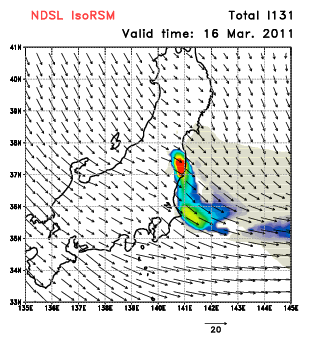 NDSL IsoRSM Total I131
Valid time: 16 Mar. 2011
41N
40N
39N
38N
37N
36N
35N
34N
33N
135E 136E 137E 138E 139E 140E 141E 142E 143E 144E 145E
20